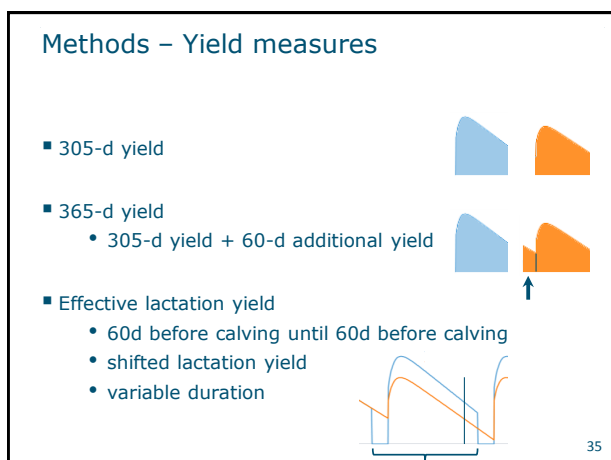 Methods – Yield measures
▪ 305-d yield
▪ 365-d yield
• 305-d yield + 60-d additional yield
▪ Effective lactation yield
• 60d before calving until 60d before calving
• shifted lactation yield
• variable duration
35